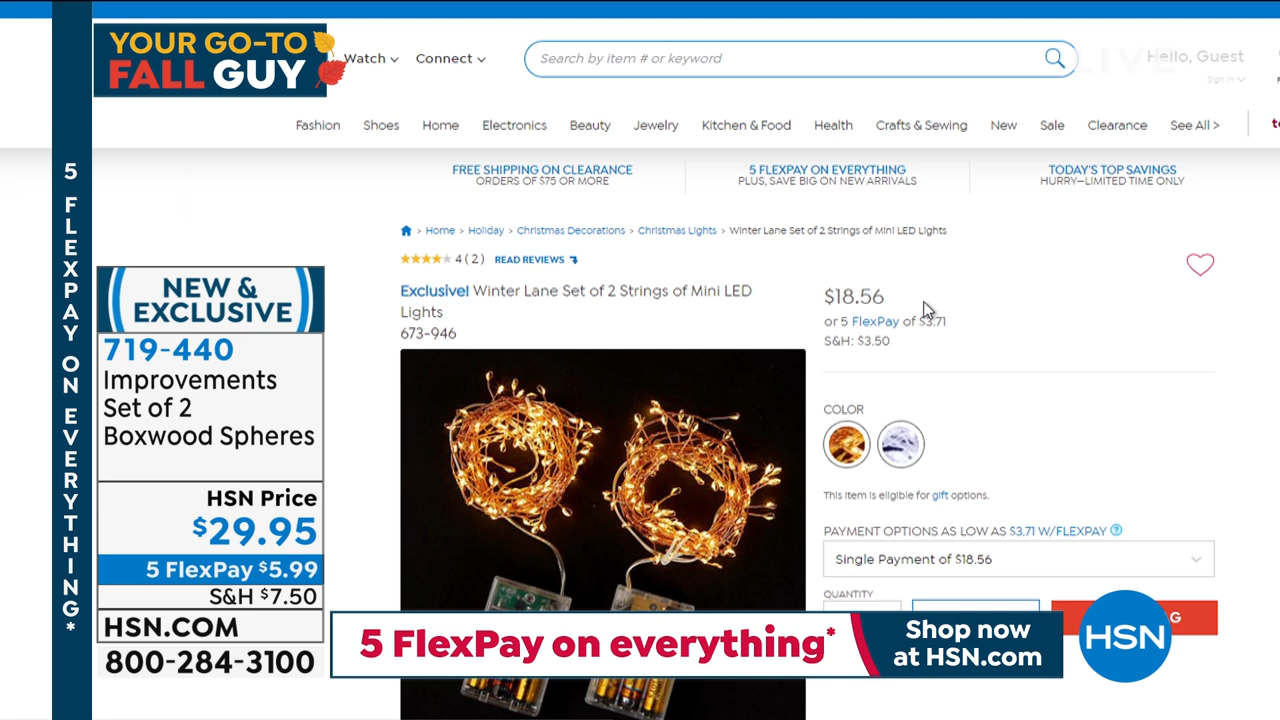 YOUR GO-TO
FALL GUY
Watch
Connect
Search by item # or keyword
LIVE
Hello, Guest
Sign In
Fashion
Shoes
Home
Electronics
Beauty
Jewelry
Kitchen & Food
Health
Crafts & Sewing
New
Sale
Clearance
See All >
FREE SHIPPING ON CLEARANCE
ORDERS OF $75 OR MORE
5 FLEXPAY ON EVERYTHING
PLUS, SAVE BIG ON NEW ARRIVALS
TODAY'S TOP SAVINGS
HURRY—LIMITED TIME ONLY
5 FLEXPAY ON EVERYTHING*
> Home > Holiday > Christmas Decorations > Christmas Lights > Winter Lane Set of 2 Strings of Mini LED Lights
4 ( 2 ) READ REVIEWS
Exclusive! Winter Lane Set of 2 Strings of Mini LED
Lights
673-946
$18.56
or 5 FlexPay of $3.71
S&H: $3.50
COLOR
This item is eligible for gift options.
PAYMENT OPTIONS AS LOW AS $3.71 W/FLEXPAY ?
Single Payment of $18.56
QUANTITY
NEW &
EXCLUSIVE
719-440
Improvements
Set of 2
Boxwood Spheres
HSN Price
$29.95
5 FlexPay $5.99
S&H $7.50
HSN.COM
800-284-3100
5 FlexPay on everything*
Shop now
at HSN.com
HSN